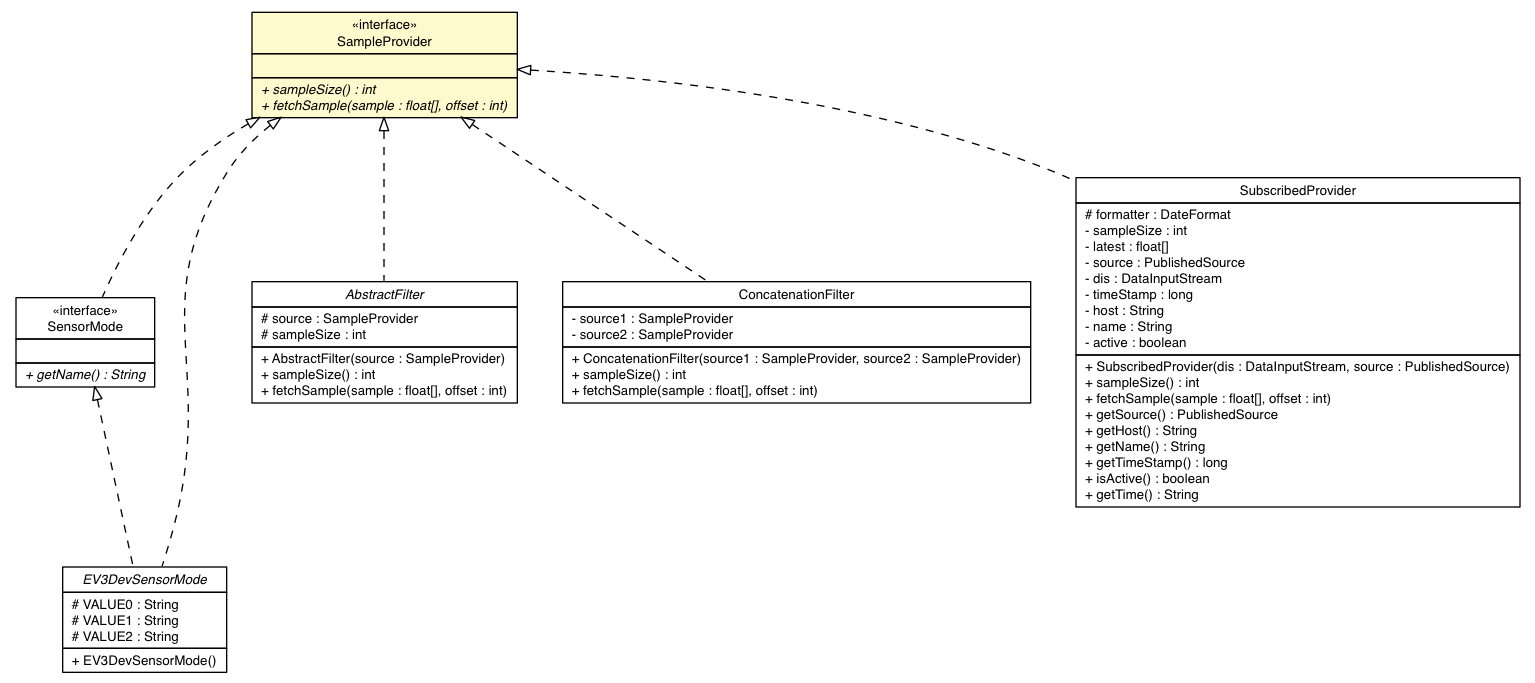 «interface»
SampleProvider
+ sampleSize() : int
+ fetchSample(sample : float[], offset : int)
«interface»
SensorMode
+ getName() : String
AbstractFilter
# source : SampleProvider
# sampleSize : int
+ AbstractFilter(source : SampleProvider)
+ sampleSize() : int
+ fetchSample(sample : float[], offset : int)
ConcatenationFilter
- source1 : SampleProvider
- source2 : SampleProvider
+ ConcatenationFilter(source1 : SampleProvider, source2 : SampleProvider)
+ sampleSize() : int
+ fetchSample(sample : float[], offset : int)
SubscribedProvider
# formatter : DateFormat
- sampleSize : int
- latest : float[]
- source : PublishedSource
- dis : DataInputStream
- timeStamp : long
- host : String
- name : String
- active : boolean
+ SubscribedProvider(dis : DataInputStream, source : PublishedSource)
+ sampleSize() : int
+ fetchSample(sample : float[], offset : int)
+ getSource() : PublishedSource
+ getHost() : String
+ getName() : String
+ getTimeStamp() : long
+ isActive() : boolean
+ getTime() : String
EV3DevSensorMode
# VALUE0 : String
# VALUE1 : String
# VALUE2 : String
+ EV3DevSensorMode()